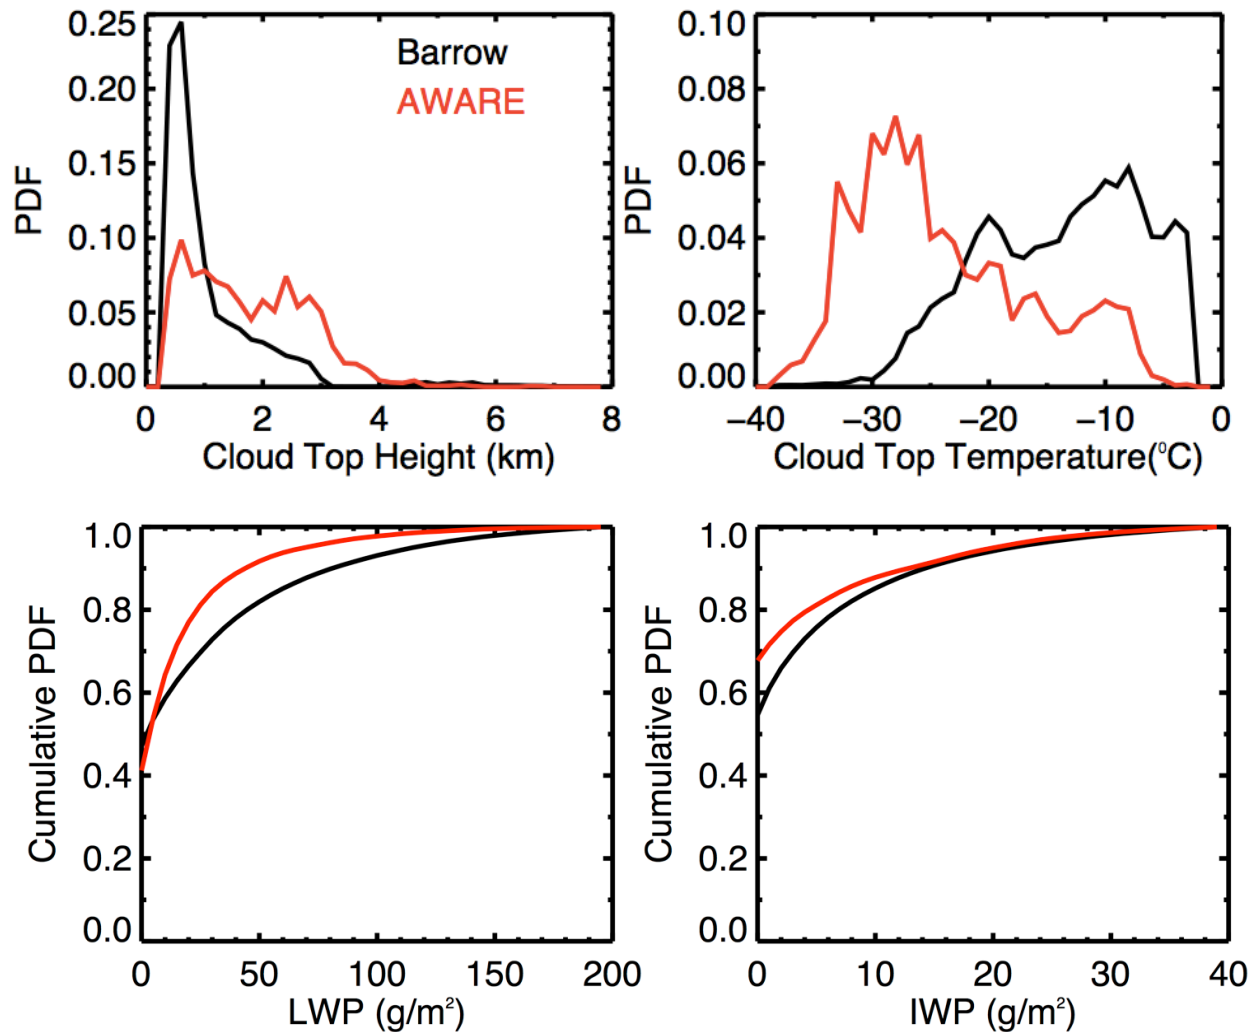 0.25
0.20
0.15
0.10
0.05
0.00
PDF
Barrow
AWARE
0 2 4 6 8
Cloud Top Height (km)
0.10
0.08
0.06
0.04
0.02
0.00
PDF
−40 −30 −20 −10 0
Cloud Top Temperature(⁰C)
1.0
0.8
0.6
0.4
0.2
0.0
Cumulative PDF
0 50 100 150 200
LWP (g/m²)
1.0
0.8
0.6
0.4
0.2
0.0
Cumulative PDF
0 10 20 30 40
IWP (g/m²)